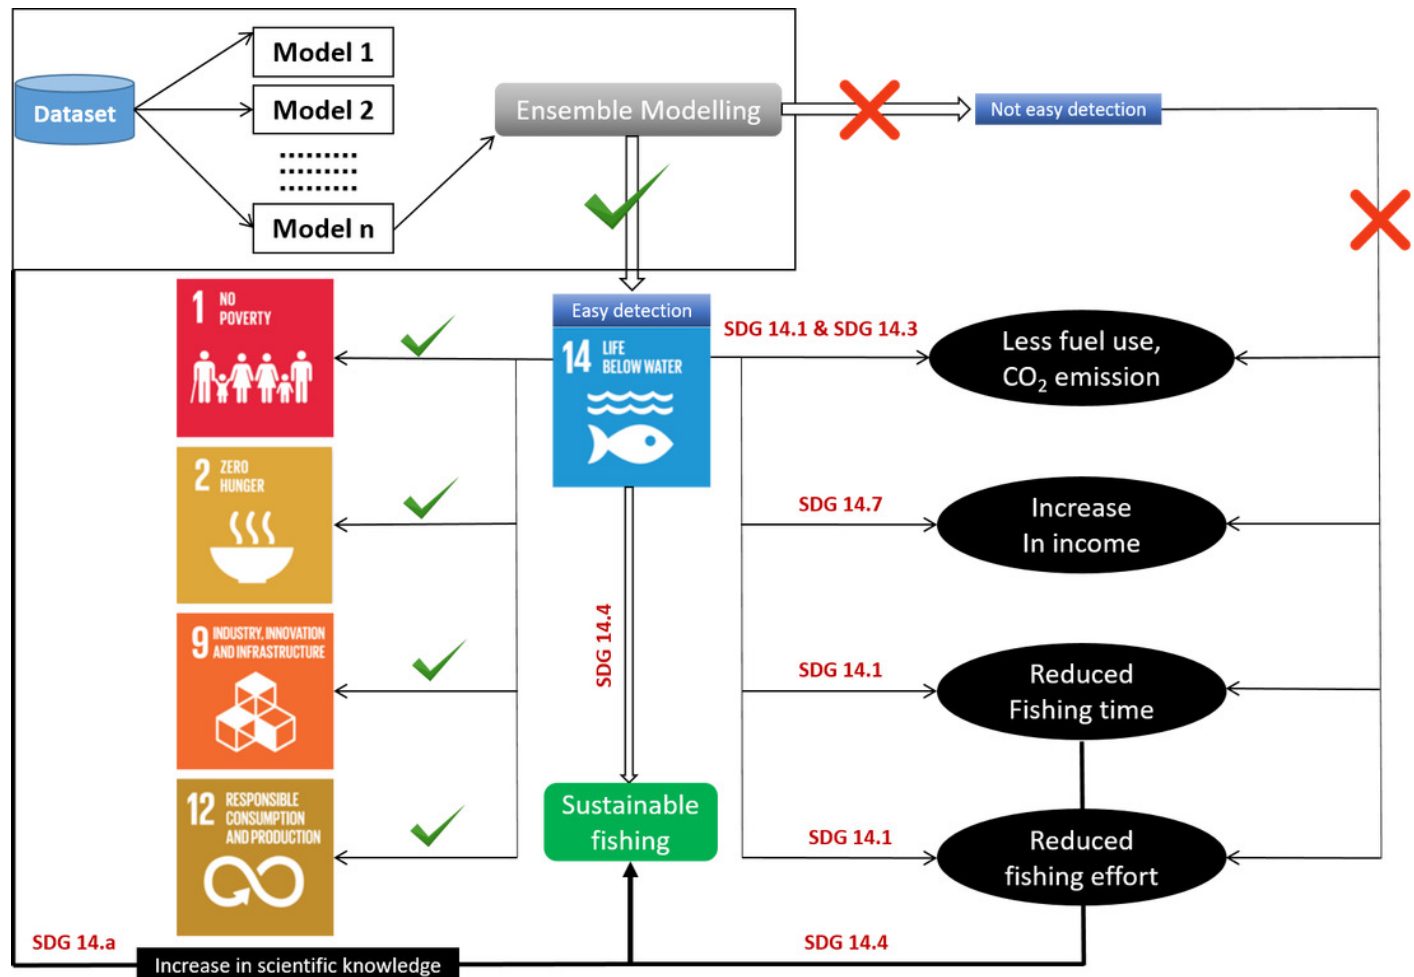 Dataset
Model 1
Model 2
Model n
Ensemble Modelling
Not easy detection
1 NO
POVERTY
2 ZERO
HUNGER
9 INDUSTRY, INNOVATION
AND INFRASTRUCTURE
12 RESPONSIBLE
CONSUMPTION
AND PRODUCTION
Easy detection
14 LIFE
BELOW WATER
SDG 14.4
Sustainable
fishing
SDG 14.1 & SDG 14.3
Less fuel use,
CO₂ emission
SDG 14.7
Increase
In income
SDG 14.1
Reduced
Fishing time
SDG 14.1
Reduced
fishing effort
SDG 14.a
Increase in scientific knowledge
SDG 14.4